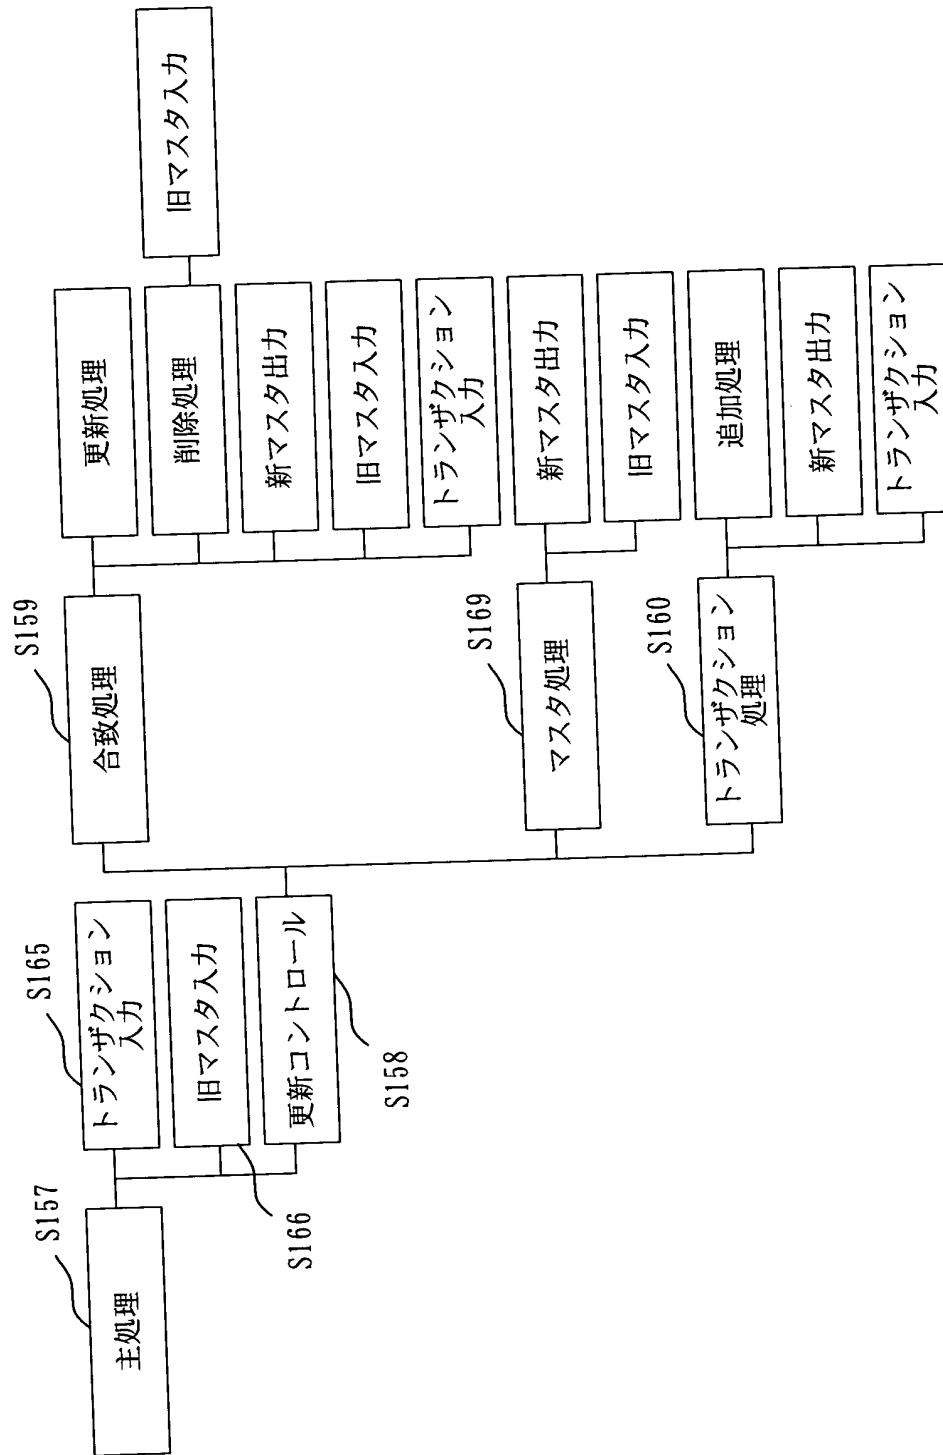 S157
主処理
S165
トランザクション
入力
旧マスタ入力
S166
更新コントロール
S158
S159
合致処理
更新処理
削除処理
旧マスタ入力
新マスタ出力
旧マスタ入力
トランザクション
入力
S169
マスタ処理
新マスタ出力
旧マスタ入力
S160
トランザクション
処理
追加処理
新マスタ出力
トランザクション
入力